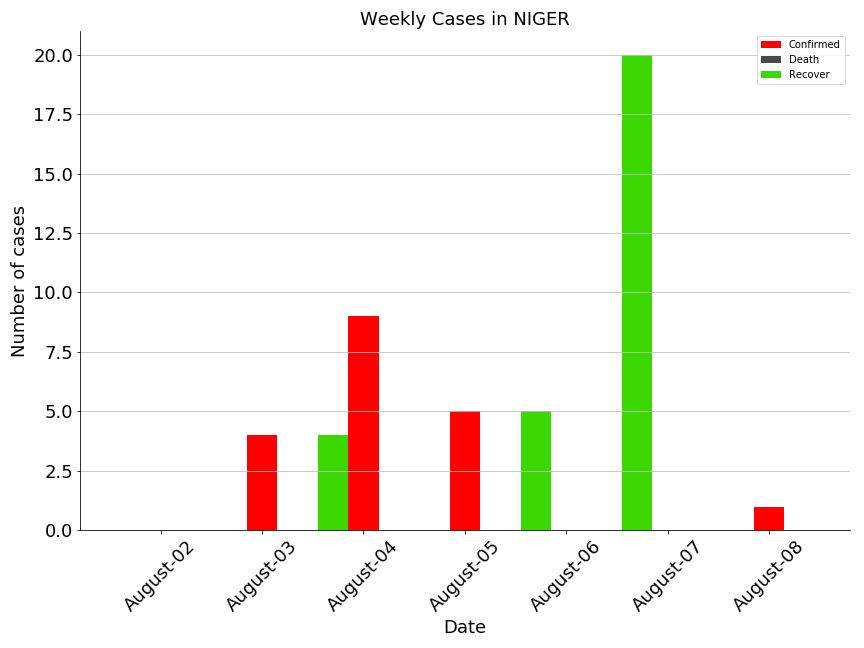 Weekly Cases in NIGER
Confirmed
Death
Recover
Number of cases
20.0
17.5
15.0
12.5
10.0
7.5
5.0
2.5
0.0
August-02
August-03
August-04
August-05
August-06
August-07
August-08
Date